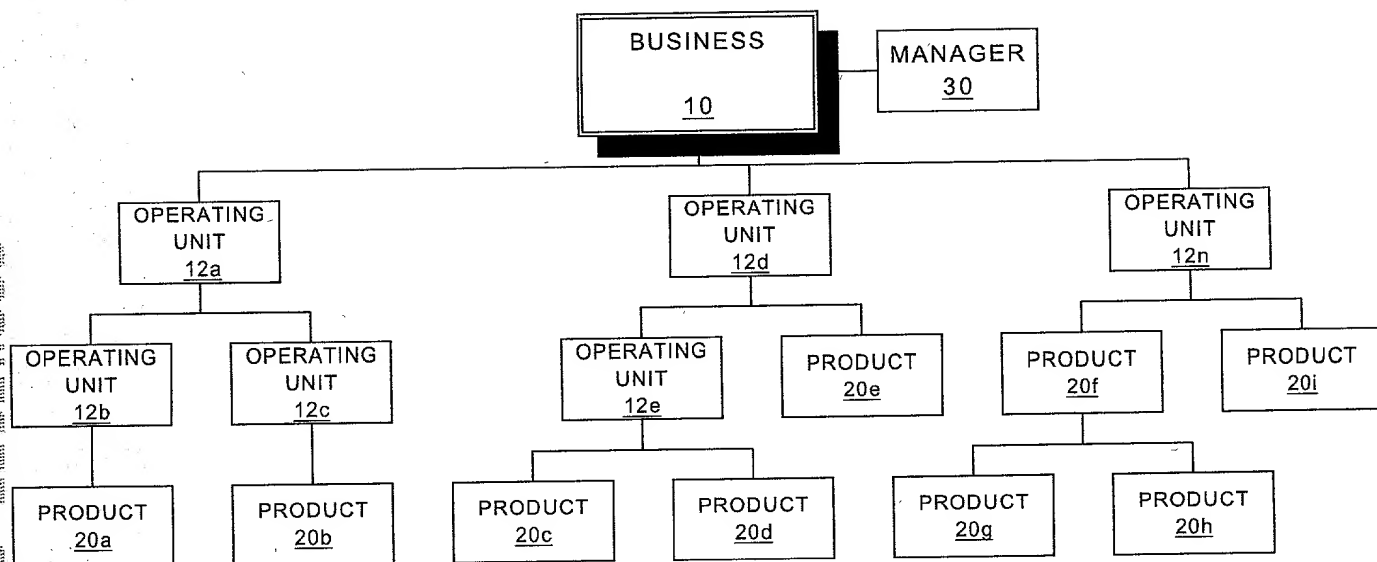 BUSINESS
10
MANAGER
30
OPERATING
UNIT
12a
OPERATING
UNIT
12d
OPERATING
UNIT
12n
OPERATING
UNIT
12b
OPERATING
UNIT
12c
OPERATING
UNIT
12e
PRODUCT
20e
PRODUCT
20f
PRODUCT
20i
PRODUCT
20a
PRODUCT
20b
PRODUCT
20c
PRODUCT
20d
PRODUCT
20g
PRODUCT
20h